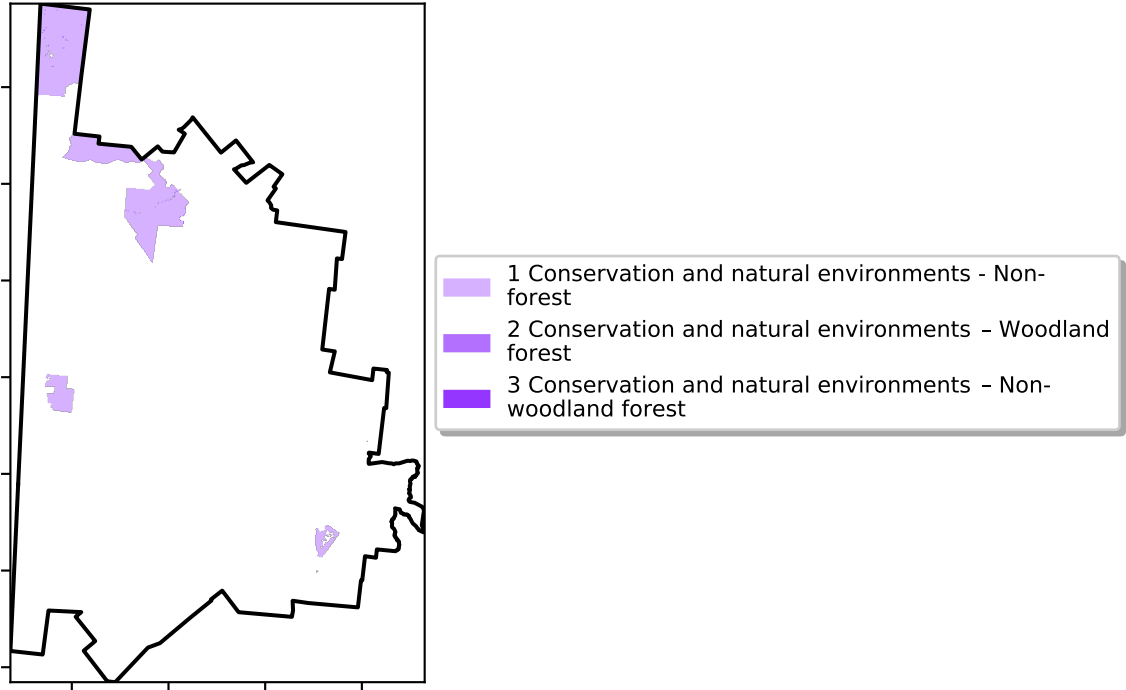 1 Conservation and natural environments - Non-
forest
2 Conservation and natural environments – Woodland
forest
3 Conservation and natural environments – Non-
woodland forest